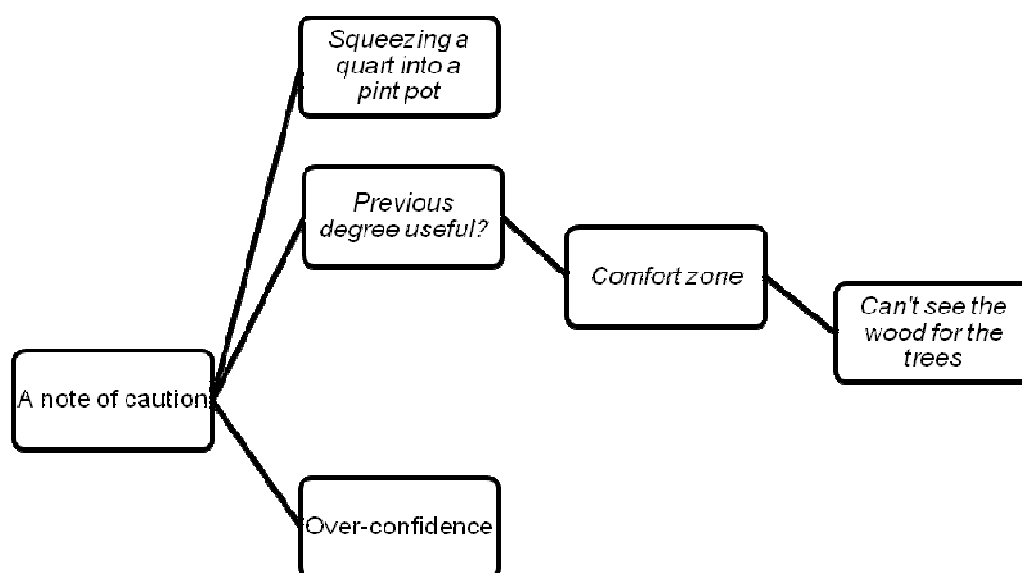 Squeezing a
quart into a
pint pot
Previous
degree useful?
Comfort zone
Can't see the
wood for the
trees
A note of caution
Over-confidence